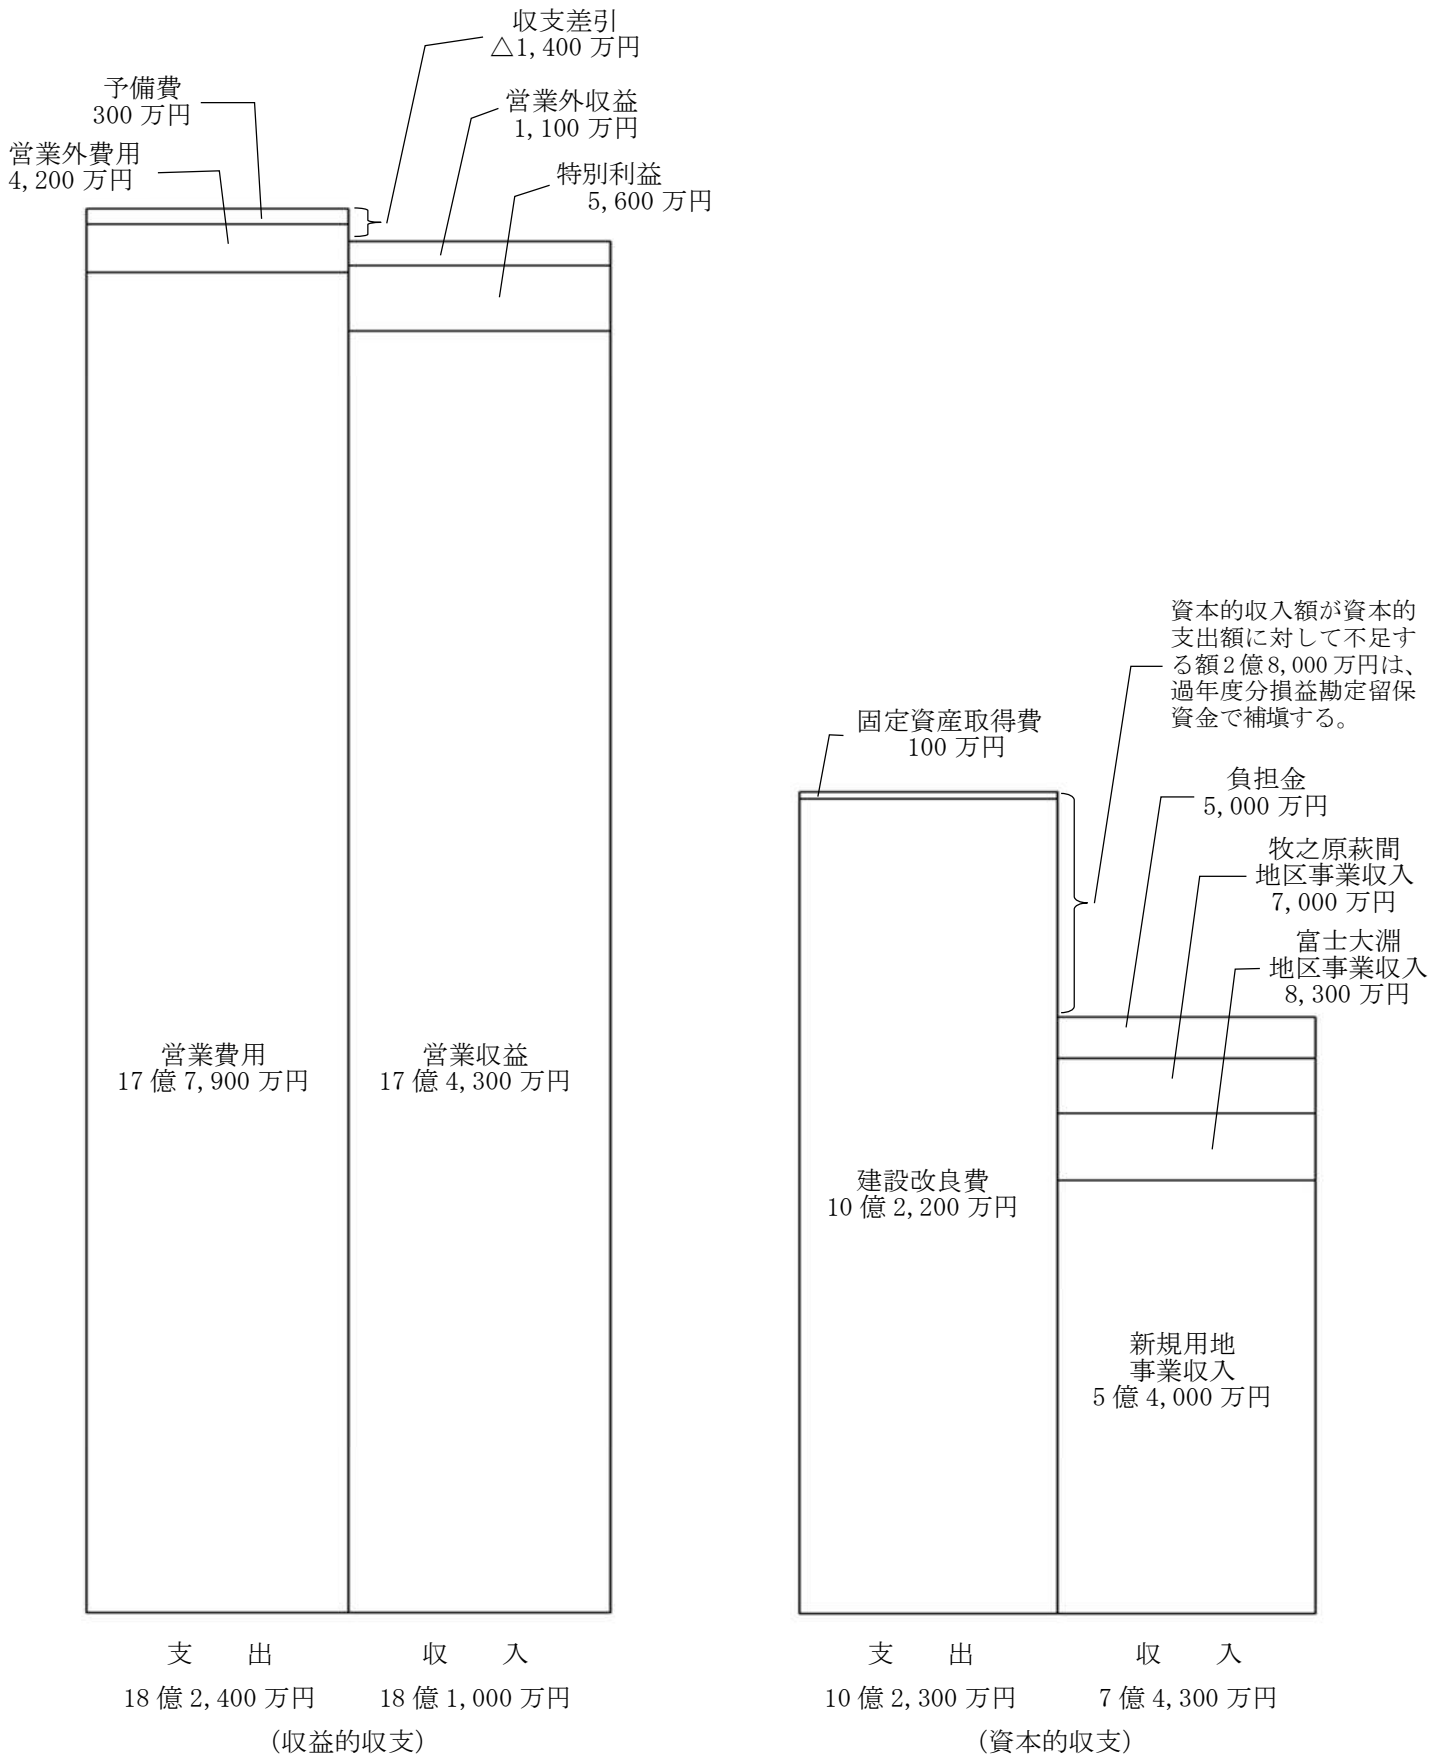 収支差引
△1,400 万円
予備費
300 万円
営業外収益
1,100 万円
営業外費用
4,200 万円
特別利益
5,600 万円
営業費用
17 億 7,900 万円
営業収益
17 億 4,300 万円
支　出
18 億 2,400 万円
収　入
18 億 1,000 万円
（収益的収支）
資本的収入額が資本的
支出額に対して不足す
る額2億8,000万円は、
過年度分損益勘定留保
資金で補塡する。
固定資産取得費
100 万円
負担金
5,000 万円
牧之原萩間
地区事業収入
7,000 万円
富士大淵
地区事業収入
8,300 万円
建設改良費
10 億 2,200 万円
新規用地
事業収入
5 億 4,000 万円
支　出
10 億 2,300 万円
収　入
7 億 4,300 万円
（資本的収支）